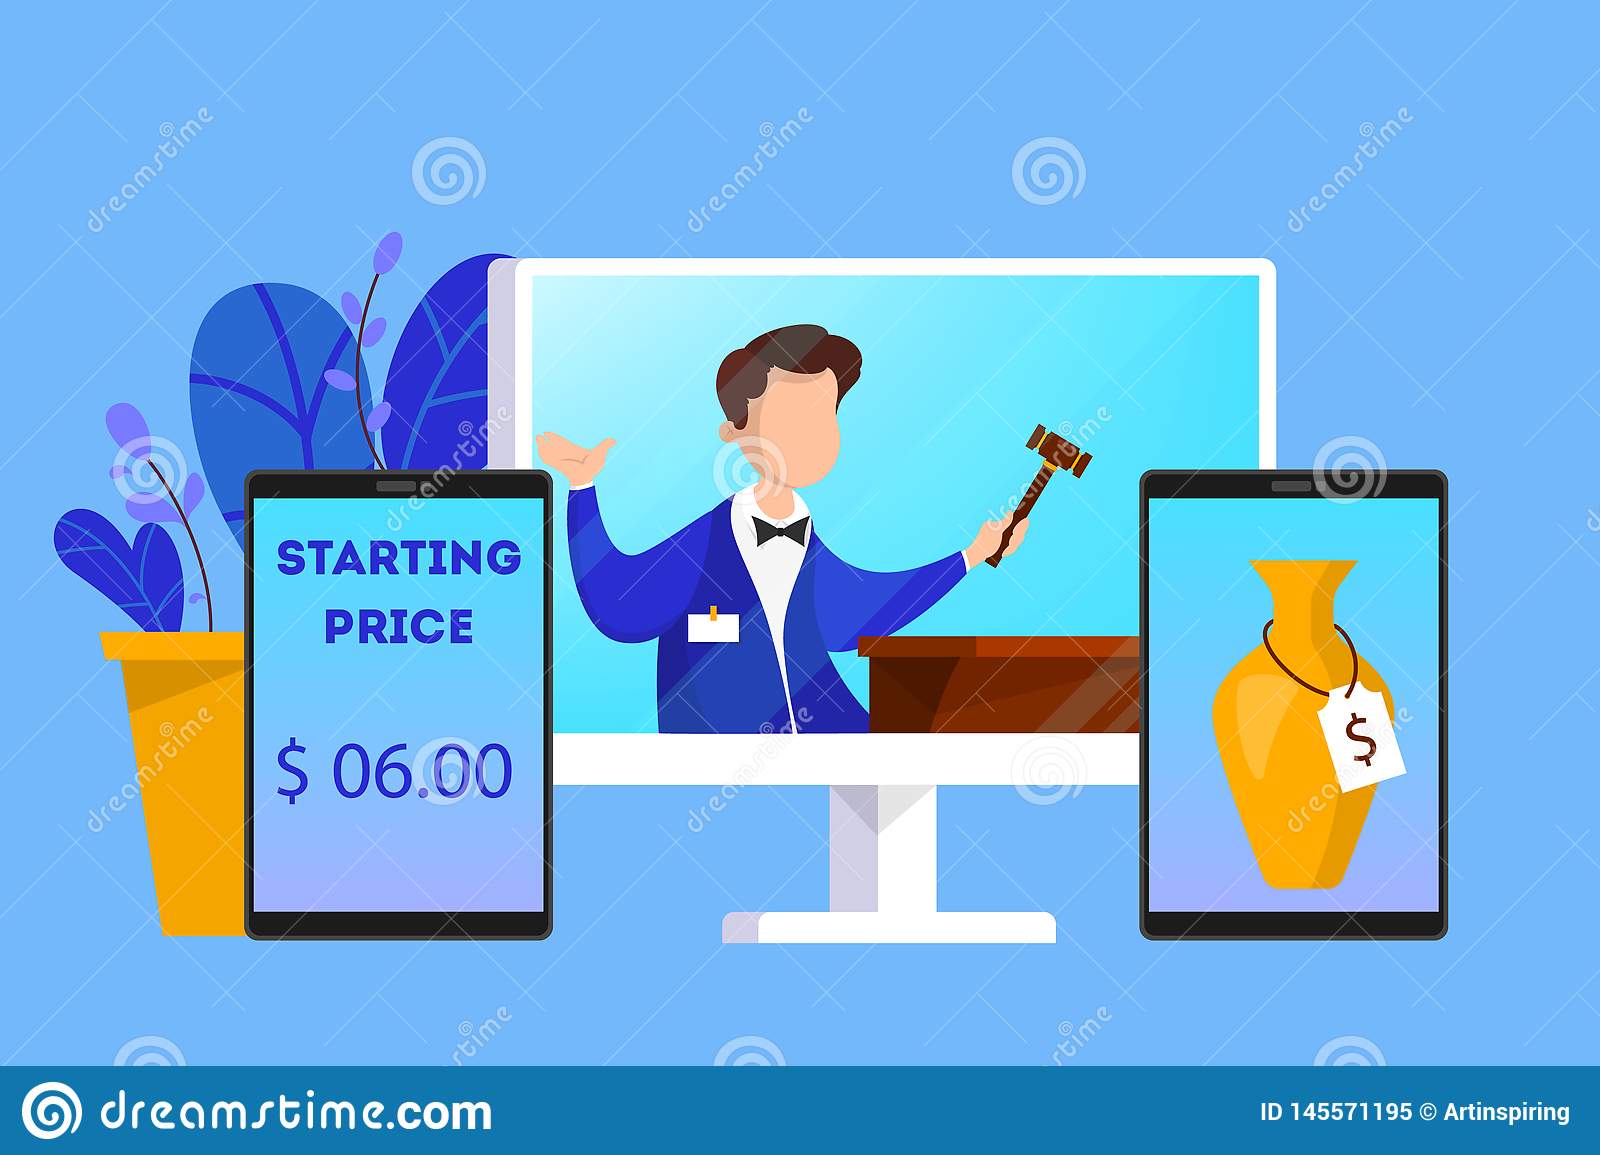 STARTING
PRICE
$ 06.00
$
dreamstime.com
ID 145571195 © Artinspiring